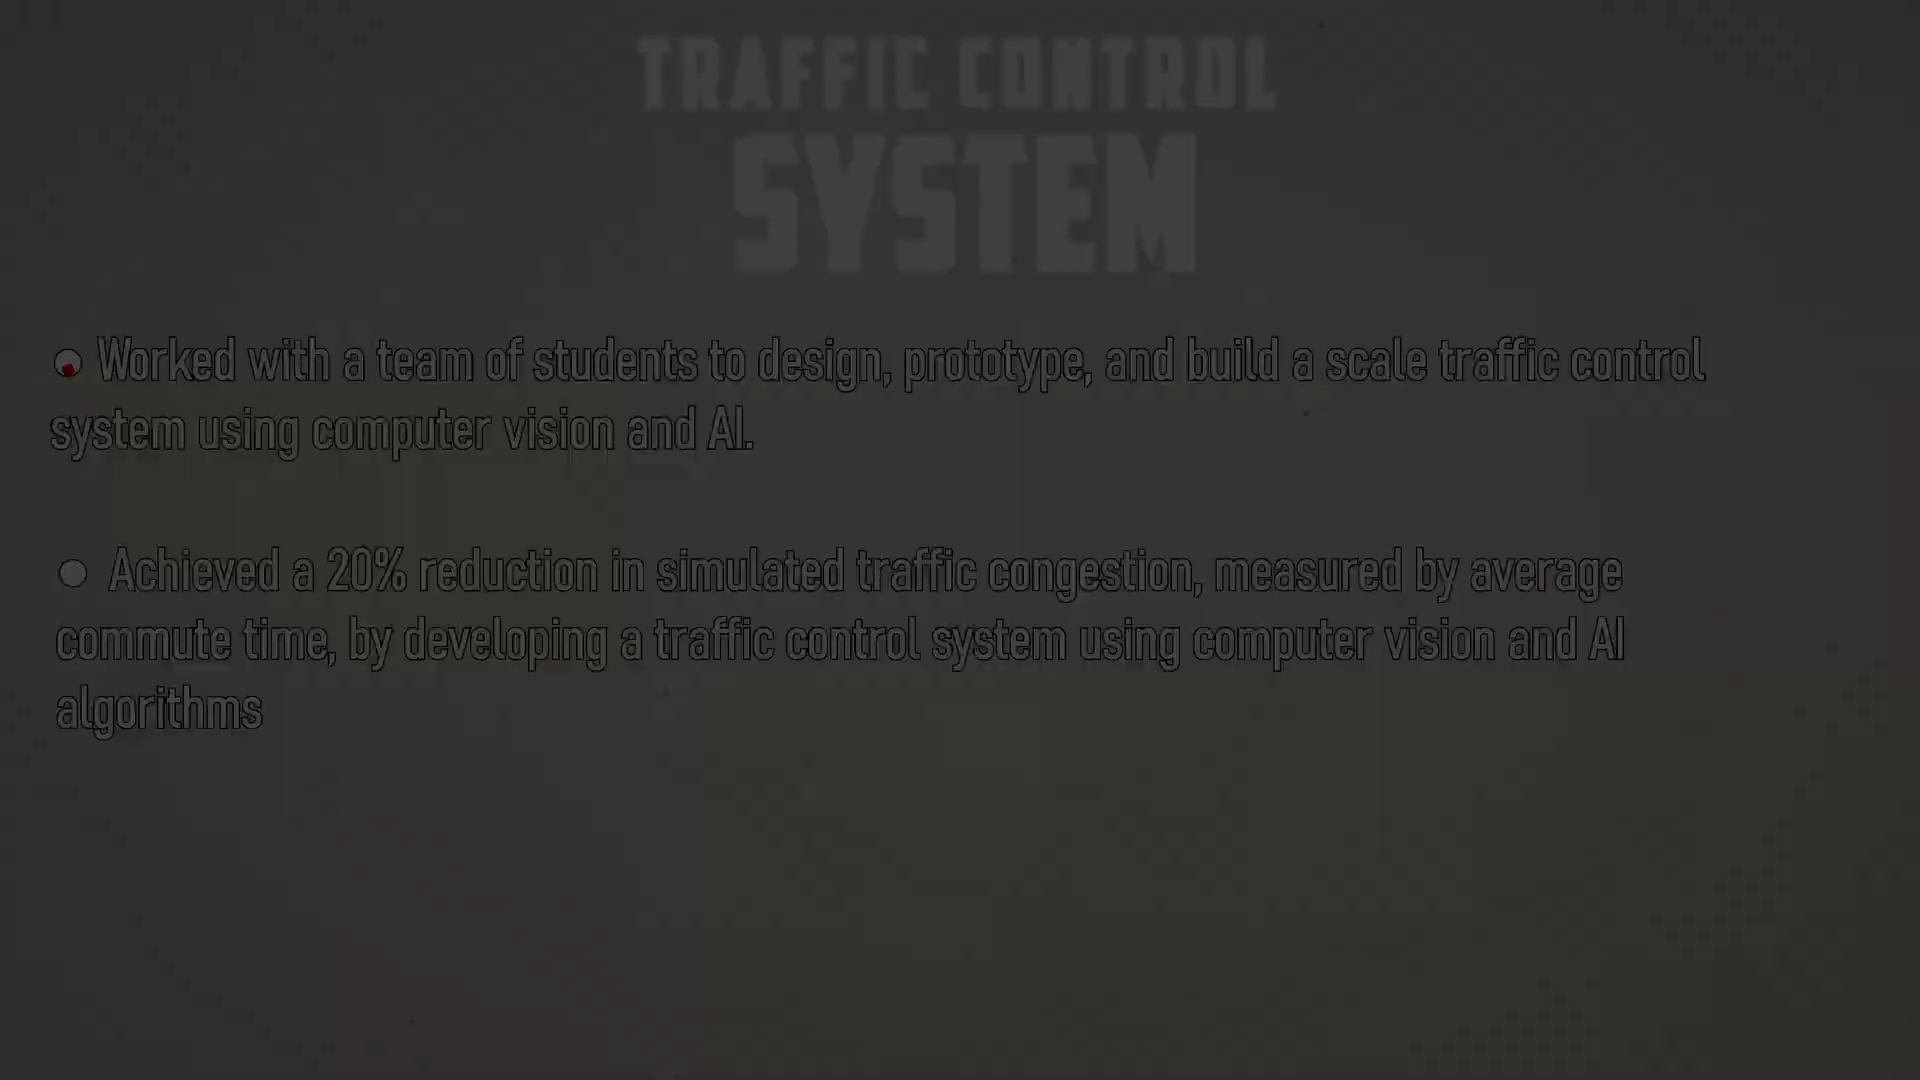 TRAFFIC CONTROL
SYSTEM
● Worked with a team of students to design, prototype, and build a scale traffic control
system using computer vision and AI.
● Achieved a 20% reduction in simulated traffic congestion, measured by average
commute time, by developing a traffic control system using computer vision and AI
algorithms